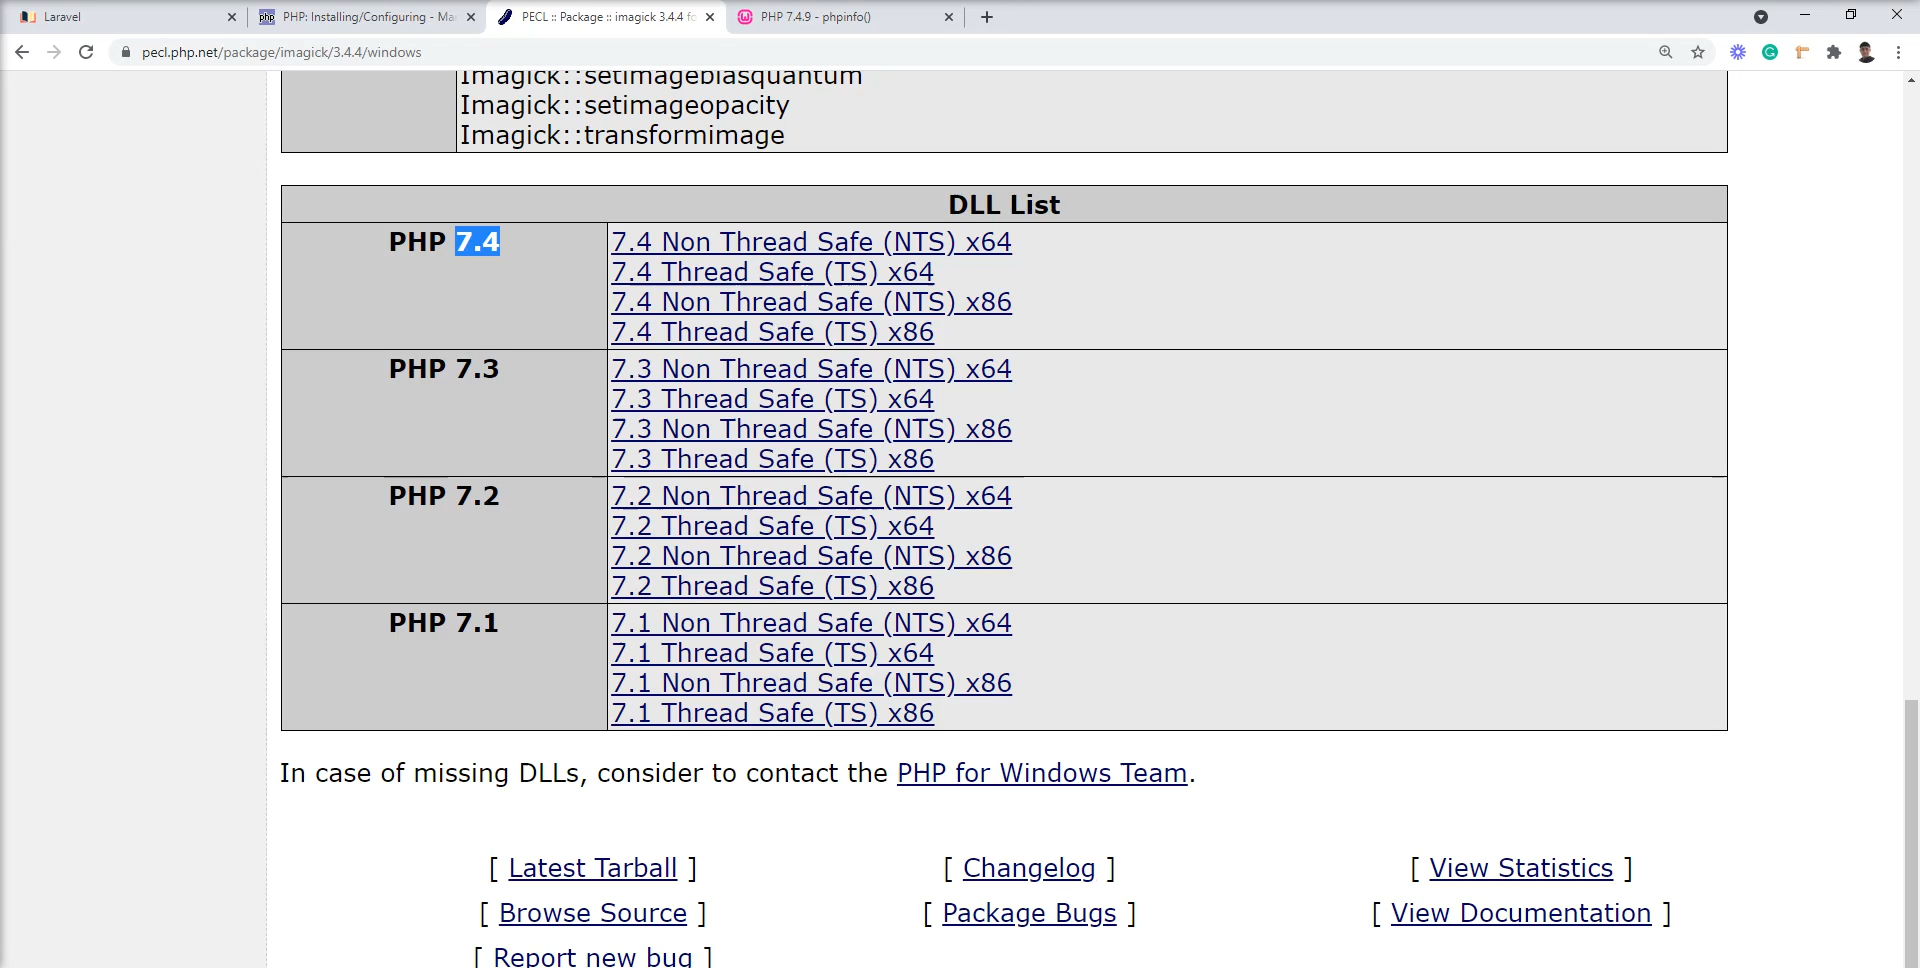 Laravel
PHP: Installing/Configuring - Ma
PECL :: Package :: imagick 3.4.4 fo
PHP 7.4.9 - phpinfo()
pecl.php.net/package/imagick/3.4.4/windows
Imagick::setimagebiasquantum
Imagick::setimageopacity
Imagick::transformimage
DLL List
PHP 7.4
7.4 Non Thread Safe (NTS) x64
7.4 Thread Safe (TS) x64
7.4 Non Thread Safe (NTS) x86
7.4 Thread Safe (TS) x86
PHP 7.3
7.3 Non Thread Safe (NTS) x64
7.3 Thread Safe (TS) x64
7.3 Non Thread Safe (NTS) x86
7.3 Thread Safe (TS) x86
PHP 7.2
7.2 Non Thread Safe (NTS) x64
7.2 Thread Safe (TS) x64
7.2 Non Thread Safe (NTS) x86
7.2 Thread Safe (TS) x86
PHP 7.1
7.1 Non Thread Safe (NTS) x64
7.1 Thread Safe (TS) x64
7.1 Non Thread Safe (NTS) x86
7.1 Thread Safe (TS) x86
In case of missing DLLs, consider to contact the PHP for Windows Team.
[ Latest Tarball ] [ Changelog ] [ View Statistics ]
[ Browse Source ] [ Package Bugs ] [ View Documentation ]
[ Report new bug ]